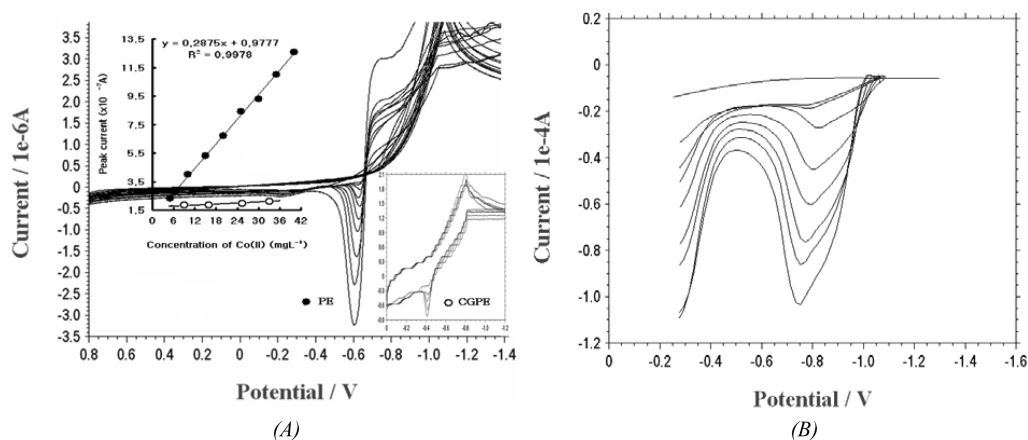 (A)
Current / 1e-6A
3.5
3.0
2.5
2.0
1.5
1.0
0.5
0
-0.5
-1.0
-1.5
-2.0
-2.5
-3.0
-3.5
0.8 0.6 0.4 0.2 0 -0.2 -0.4 -0.6 -0.8 -1.0 -1.2 -1.4
Potential / V
Peak current (x10⁻⁷A)
13,5
11,5
9,5
7,5
5,5
3,5
1,5
y = 0,2875x + 0,9777
R² = 0.9978
0 6 12 18 24 30 36 42
Concentration of Co(II) (mgL⁻¹)
PE
CGPE
(A)
B)
Current / 1e-4A
0.2
0
-0.2
-0.4
-0.6
-0.8
-1.0
-1.2
0 -0.2 -0.4 -0.6 -0.8 -1.0 -1.2 -1.4 -1.6
Potential / V
(B)